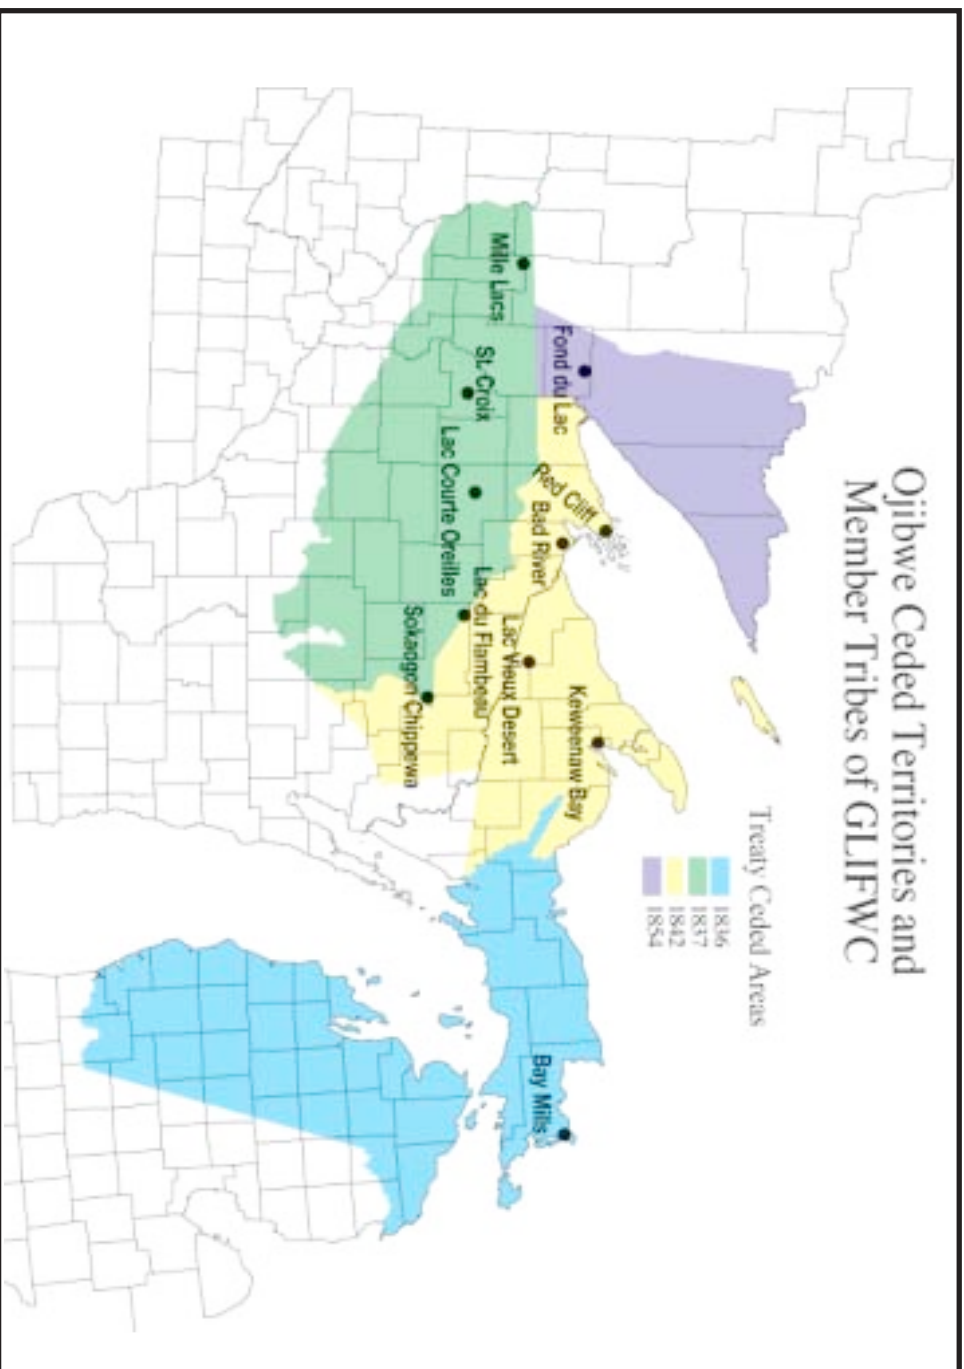 Ojibwe Ceded Territories and
Member Tribes of GLIFWC
Treaty Ceded Areas
1836
1837
1842
1854
Mille Lacs
Fond du Lac
St. Croix
Lac Courte Oreilles
Red Cliff
Bad River
Lac du Flambeau
Sokaogon Chippewa
Lac Vieux Desert
Keweenaw Bay
Bay Mills